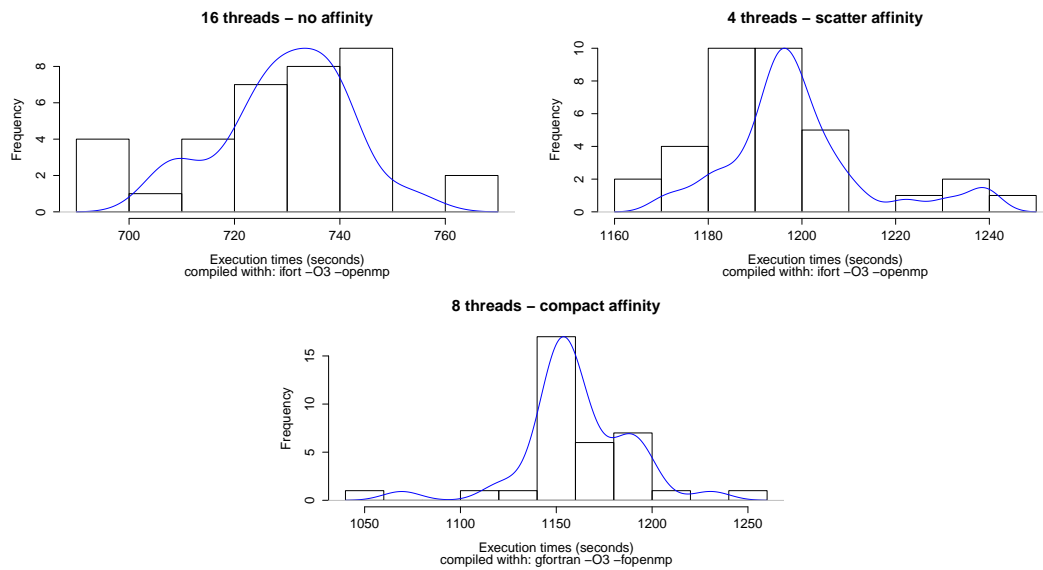 16 threads – no affinity
Frequency
0 2 4 6 8
700 720 740 760
Execution times (seconds)
compiled withh: ifort –O3 –openmp
4 threads – scatter affinity
Frequency
0 2 4 6 8 10
1160 1180 1200 1220 1240
Execution times (seconds)
compiled withh: ifort –O3 –openmp
8 threads – compact affinity
Frequency
0 5 10 15
1050 1100 1150 1200 1250
Execution times (seconds)
compiled withh: gfortran –O3 –fopenmp